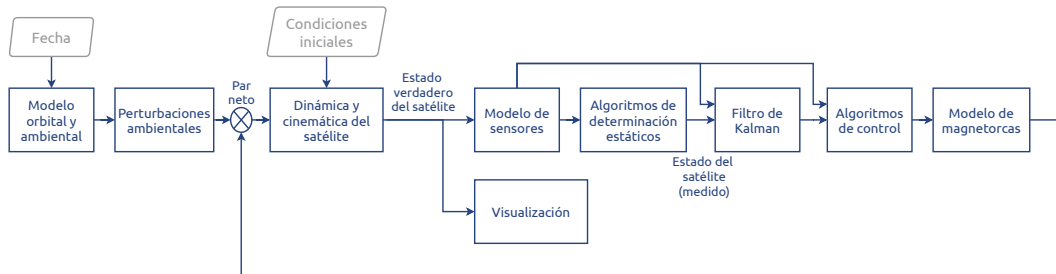 Fecha
Condiciones
iniciales
Modelo
orbital y
ambiental
Perturbaciones
ambientales
Par
neto
Dinámica y
cinemática del
satélite
Estado
verdadero
del satélite
Modelo de
sensores
Algoritmos de
determinación
estáticos
Estado del
satélite
(medido)
Filtro de
Kalman
Algoritmos
de control
Modelo de
magnetorcas
Visualización